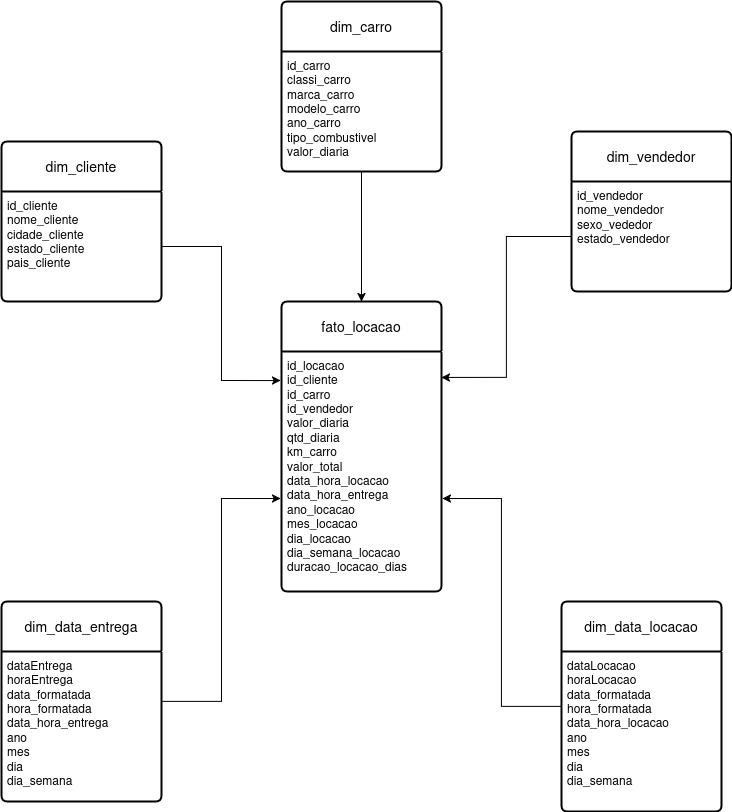 dim_carro
id_carro
classi_carro
marca_carro
modelo_carro
ano_carro
tipo_combustivel
valor_diaria
dim_cliente
id_cliente
nome_cliente
cidade_cliente
estado_cliente
pais_cliente
dim_vendedor
id_vendedor
nome_vendedor
sexo_vededor
estado_vendedor
fato_locacao
id_locacao
id_cliente
id_carro
id_vendedor
valor_diaria
qtd_diaria
km_carro
valor_total
data_hora_locacao
data_hora_entrega
ano_locacao
mes_locacao
dia_locacao
dia_semana_locacao
duracao_locacao_dias
dim_data_entrega
dataEntrega
horaEntrega
data_formatada
hora_formatada
data_hora_entrega
ano
mes
dia
dia_semana
dim_data_locacao
dataLocacao
horaLocacao
data_formatada
hora_formatada
data_hora_locacao
ano
mes
dia
dia_semana